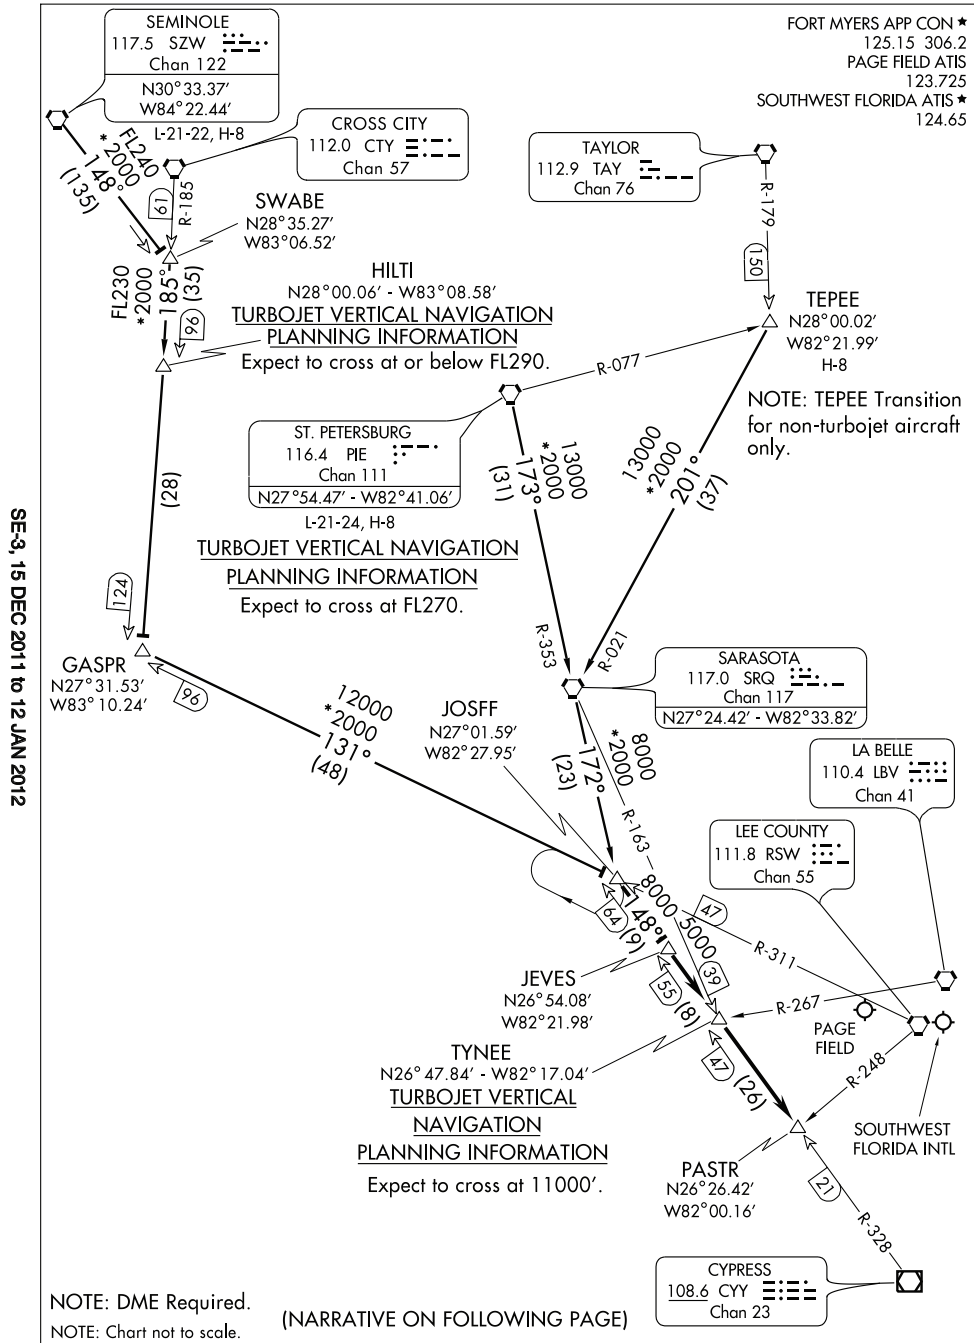 SEMINOLE
117.5 SZW
Chan 122
N30°33.37′
W84°22.44′
L-21-22, H-8
FORT MYERS APP CON ★
125.15 306.2
PAGE FIELD ATIS
123.725
SOUTHWEST FLORIDA ATIS ★
124.65
CROSS CITY
112.0 CTY
Chan 57
TAYLOR
112.9 TAY
Chan 76
FL240
*2000
148°
(135)
61
R-185
R-179
150
SWABE
N28°35.27′
W83°06.52′
FL230
*2000
185°
(35)
96
HILTI
N28°00.06′ - W83°08.58′
TURBOJET VERTICAL NAVIGATION
PLANNING INFORMATION
Expect to cross at or below FL290.
TEPEE
N28°00.02′
W82°21.99′
H-8
R-077
NOTE: TEPEE Transition
for non-turbojet aircraft
only.
ST. PETERSBURG
116.4 PIE
Chan 111
N27°54.47′ - W82°41.06′
L-21-24, H-8
TURBOJET VERTICAL NAVIGATION
PLANNING INFORMATION
Expect to cross at FL270.
13000
*2000
173°
(31)
13000
*2000
201°
(37)
(28)
124
R-353
R-021
GASPR
N27°31.53′
W83°10.24′
96
SARASOTA
117.0 SRQ
Chan 117
N27°24.42′ - W82°33.82′
12000
*2000
131°
(48)
JOSFF
N27°01.59′
W82°27.95′
8000
*2000
172°
(23)
R-163
LA BELLE
110.4 LBV
Chan 41
LEE COUNTY
111.8 RSW
Chan 55
64
148°
(9)
8000
5000
47
R-311
39
JEVES
N26°54.08′
W82°21.98′
55
(8)
R-267
PAGE
FIELD
TYNEE
N26°47.84′ - W82°17.04′
TURBOJET VERTICAL
NAVIGATION
PLANNING INFORMATION
Expect to cross at 11000′.
47
(26)
R-248
SOUTHWEST
FLORIDA INTL
PASTR
N26°26.42′
W82°00.16′
21
R-328
CYPRESS
108.6 CYY
Chan 23
NOTE: DME Required.
NOTE: Chart not to scale.
(NARRATIVE ON FOLLOWING PAGE)
SE-3, 15 DEC 2011 to 12 JAN 2012